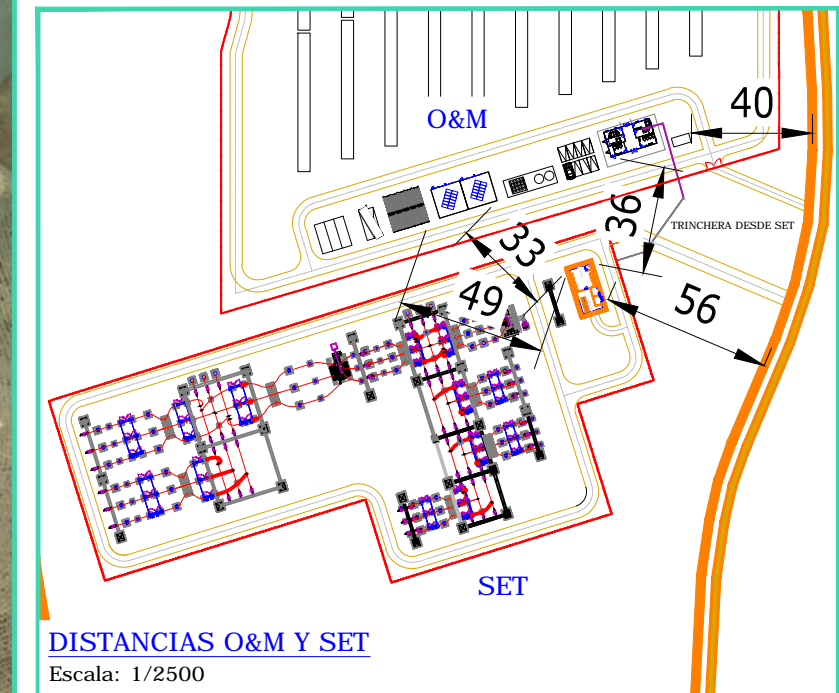 O&M
40
36
TRINCHERA DESDE SET
33
49
56
SET
DISTANCIAS O&M Y SET
Escala: 1/2500